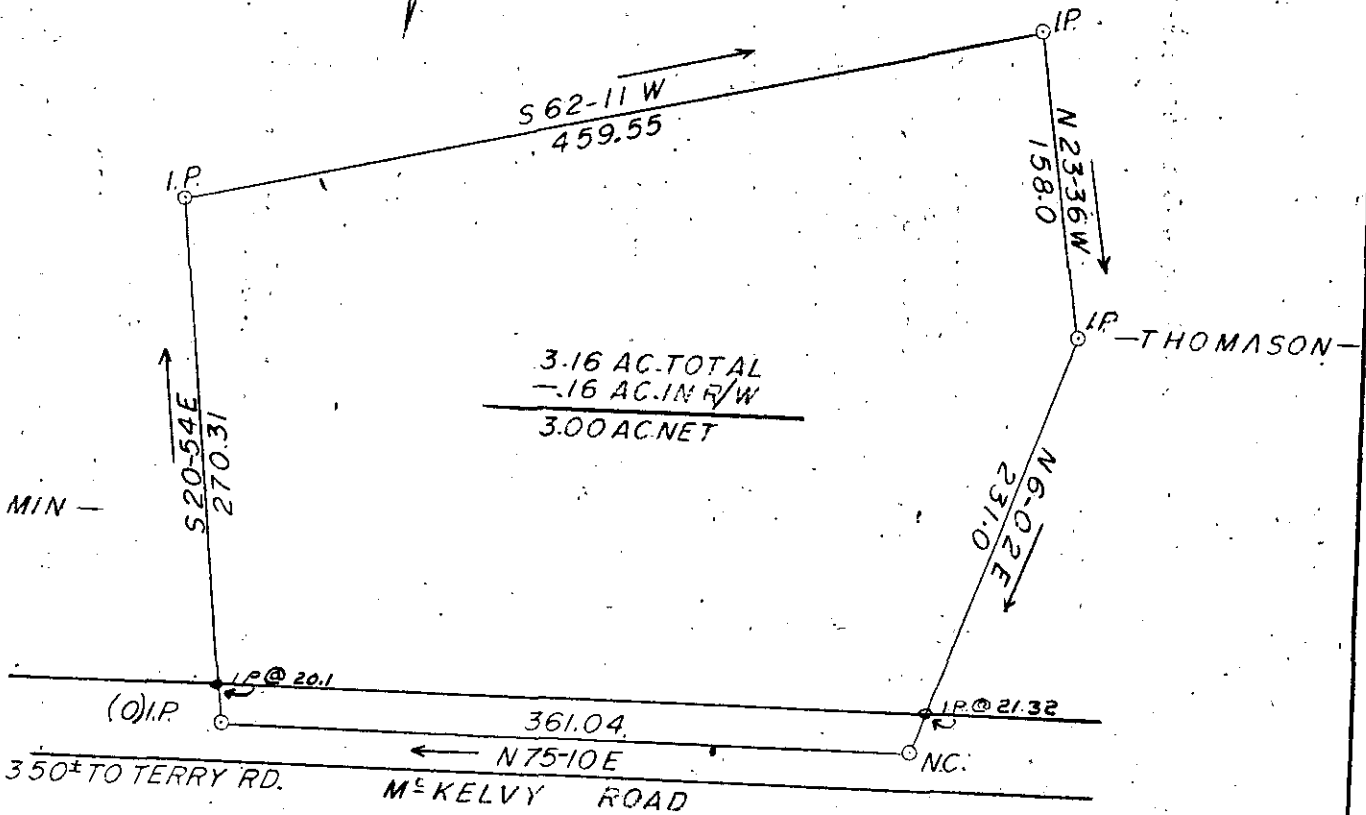 I.P.
S 62-11 W
459.55
I.P.
N 23-36 W
158.0
I.P.
—THOMASON—
3.16 AC. TOTAL
—.16 AC. IN R/W
3.00 AC. NET
S 20-54 E
270.31
MIN —
N 6-02 E
231.0
I.P. @ 20.1
(O) I.P.
I.P. @ 21.32
361.04
N 75-10 E
N.C.
350± TO TERRY RD.
McKELVY ROAD